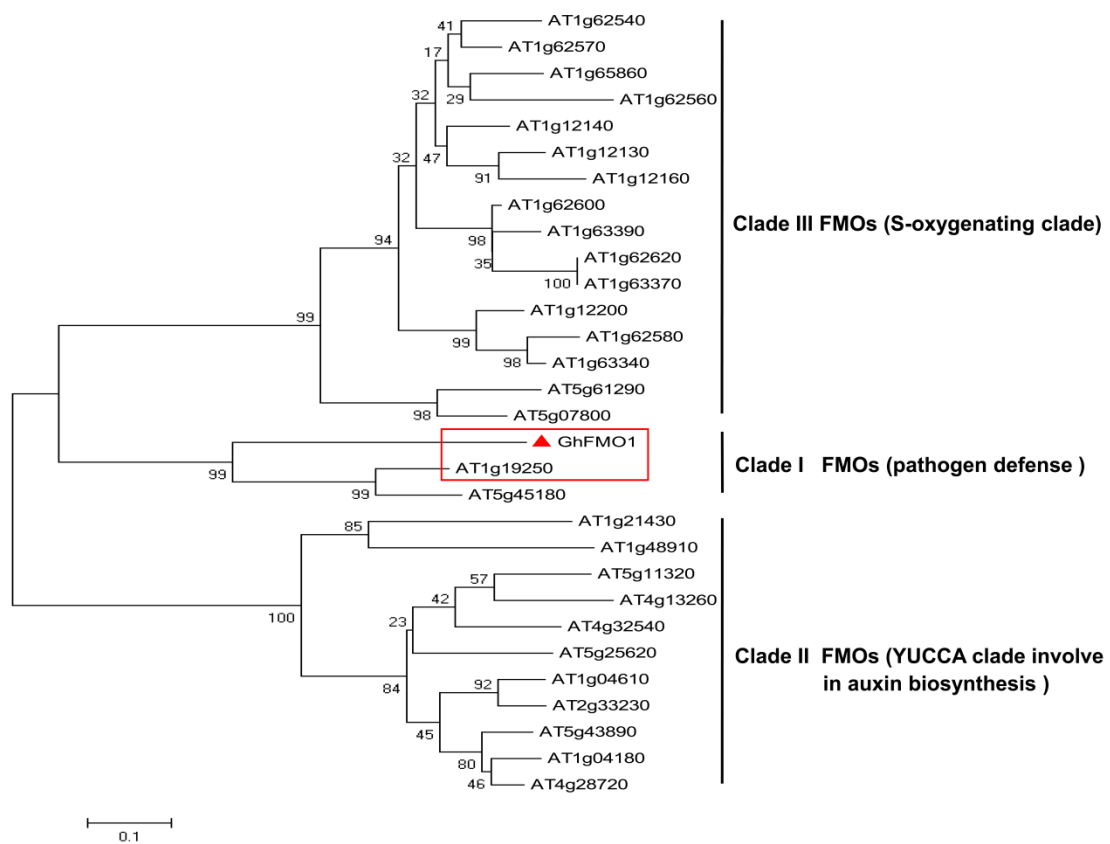 AT1g62540
41
AT1g62570
17
AT1g65860
29
AT1g62560
32
AT1g12140
47
AT1g12130
32
91
AT1g12160
AT1g62600
98
AT1g63390
35
AT1g62620
94
100
AT1g63370
Clade III FMOs (S-oxygenating clade)
AT1g12200
99
99
AT1g62580
98
AT1g63340
AT5g61290
98
AT5g07800
GhFMO1
99
AT1g19250
Clade I FMOs (pathogen defense )
99
AT5g45180
AT1g21430
85
AT1g48910
AT5g11320
57
AT4g13260
42
100
23
AT4g32540
AT5g25620
Clade II FMOs (YUCCA clade involve
in auxin biosynthesis )
84
AT1g04610
92
AT2g33230
45
AT5g43890
80
AT1g04180
46
AT4g28720
0.1